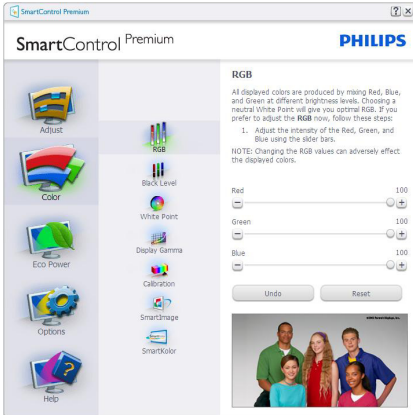 SmartControl Premium
SmartControl Premium
PHILIPS
Adjust
Color
Eco Power
Options
Help
RGB
Black Level
White Point
Display Gamma
Calibration
SmartImage
SmartKolor
RGB
All displayed colors are produced by mixing Red, Blue,
and Green at different brightness levels. Choosing a
neutral White Point will give you optimal RGB. If you
prefer to adjust the RGB now, follow these steps:
1. Adjust the intensity of the Red, Green, and
Blue using the slider bars.
NOTE: Changing the RGB values can adversely effect
the displayed colors.
Red 100
Green 100
Blue 100
Undo Reset